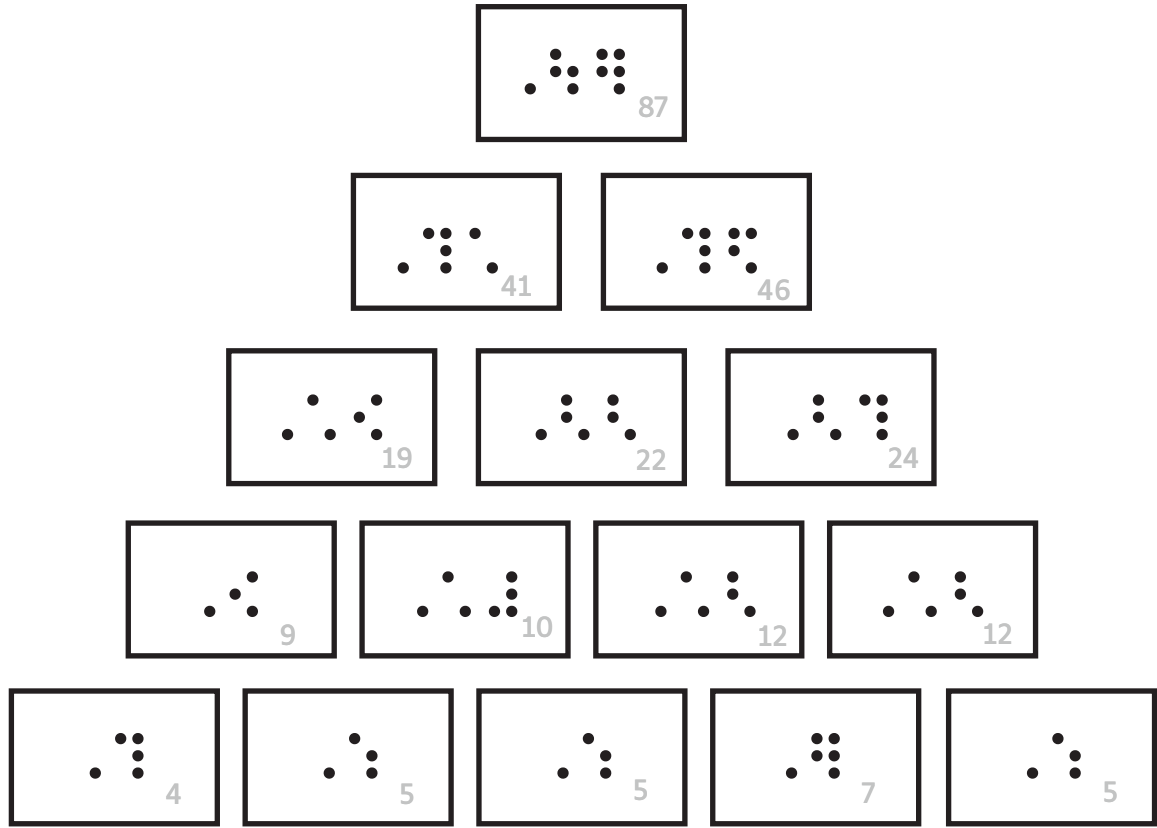 ⠠⠳⠻
87
⠠⠹⠡ ⠠⠹⠫
41 46
⠠⠡⠪ ⠠⠣⠣ ⠠⠣⠹
19 22 24
⠠⠪ ⠠⠡⠼ ⠠⠡⠣ ⠠⠡⠣
9 10 12 12
⠠⠹ ⠠⠱ ⠠⠱ ⠠⠻ ⠠⠱
4 5 5 7 5